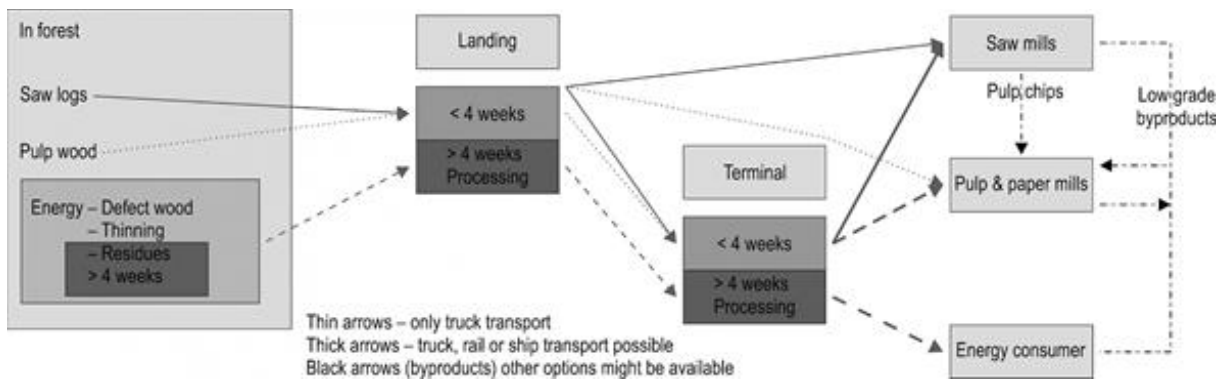 In forest
Saw logs
Pulp wood
Energy – Defect wood
– Thinning
– Residues
> 4 weeks
Landing
< 4 weeks
> 4 weeks
Processing
Terminal
< 4 weeks
> 4 weeks
Processing
Saw mills
Pulp chips
Low grade
byproducts
Pulp & paper mills
Energy consumer
Thin arrows – only truck transport
Thick arrows – truck, rail or ship transport possible
Black arrows (byproducts) other options might be available